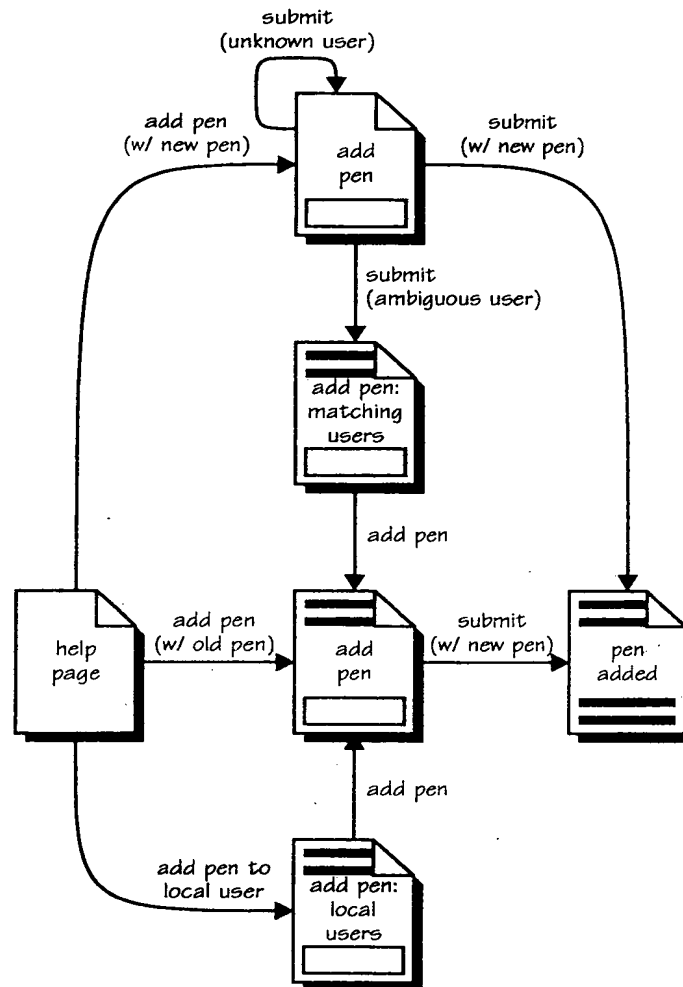 submit
(unknown user)
add pen
(w/ new pen)
add
pen
submit
(w/ new pen)
submit
(ambiguous user)
add pen:
matching
users
add pen
help
page
add pen
(w/ old pen)
add
pen
submit
(w/ new pen)
pen
added
add pen
add pen to
local user
add pen:
local
users